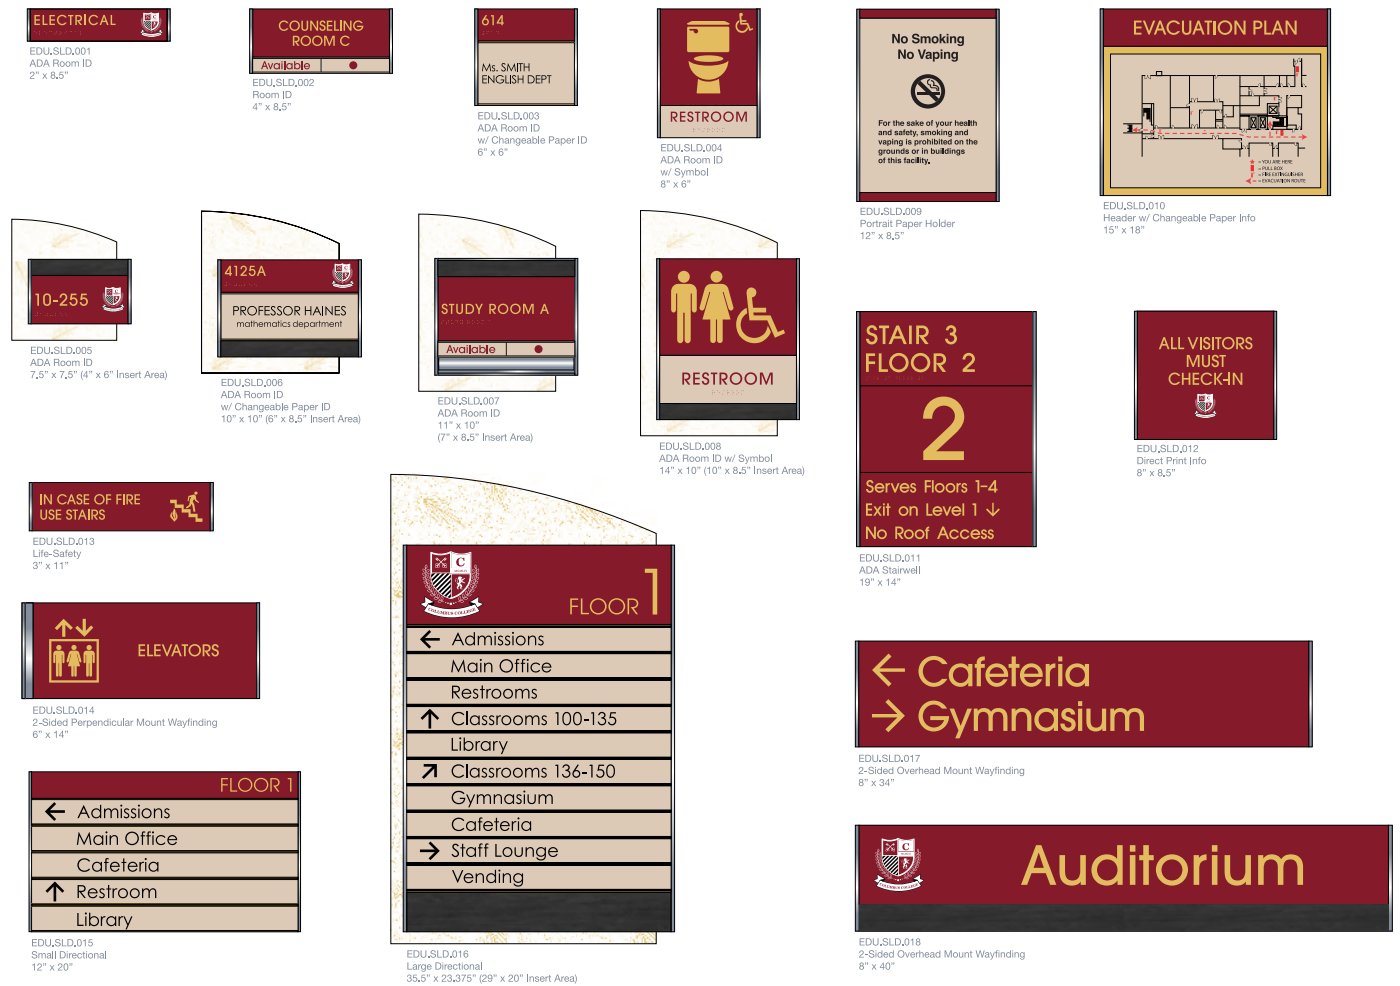 ELECTRICAL
EDU.SLD.001
ADA Room ID
2" x 8.5"
COUNSELING
ROOM C
Available
EDU.SLD.002
Room ID
4" x 8.5"
614
Ms. SMITH
ENGLISH DEPT
EDU.SLD.003
ADA Room ID
w/ Changeable Paper ID
6" x 6"
RESTROOM
EDU.SLD.004
ADA Room ID
w/ Symbol
8" x 6"
No Smoking
No Vaping
For the sake of your health
and safety, smoking and
vaping is prohibited on the
grounds or in buildings
of this facility.
EDU.SLD.009
Portrait Paper Holder
12" x 8.5"
EVACUATION PLAN
= YOU ARE HERE
= PULL BOX
= FIRE EXTINGUISHER
= EVACUATION ROUTE
EDU.SLD.010
Header w/ Changeable Paper Info
15" x 18"
10-255
EDU.SLD.005
ADA Room ID
7.5" x 7.5" (4" x 6" Insert Area)
4125A
PROFESSOR HAINES
mathematics department
EDU.SLD.006
ADA Room ID
w/ Changeable Paper ID
10" x 10" (6" x 8.5" Insert Area)
STUDY ROOM A
Available
EDU.SLD.007
ADA Room ID
11" x 10"
(7" x 8.5" Insert Area)
RESTROOM
EDU.SLD.008
ADA Room ID w/ Symbol
14" x 10" (10" x 8.5" Insert Area)
STAIR 3
FLOOR 2
2
Serves Floors 1-4
Exit on Level 1 ↓
No Roof Access
EDU.SLD.011
ADA Stairwell
19" x 14"
ALL VISITORS
MUST
CHECK-IN
EDU.SLD.012
Direct Print Info
8" x 8.5"
IN CASE OF FIRE
USE STAIRS
EDU.SLD.013
Life-Safety
3" x 11"
ELEVATORS
EDU.SLD.014
2-Sided Perpendicular Mount Wayfinding
6" x 14"
FLOOR 1
← Admissions
Main Office
Cafeteria
↑ Restroom
Library
EDU.SLD.015
Small Directional
12" x 20"
C
COLUMBUS COLLEGE
FLOOR 1
← Admissions
Main Office
Restrooms
↑ Classrooms 100-135
Library
↗ Classrooms 136-150
Gymnasium
Cafeteria
→ Staff Lounge
Vending
EDU.SLD.016
Large Directional
35.5" x 23.375" (29" x 20" Insert Area)
← Cafeteria
→ Gymnasium
EDU.SLD.017
2-Sided Overhead Mount Wayfinding
8" x 34"
C
COLUMBUS COLLEGE
Auditorium
EDU.SLD.018
2-Sided Overhead Mount Wayfinding
8" x 40"